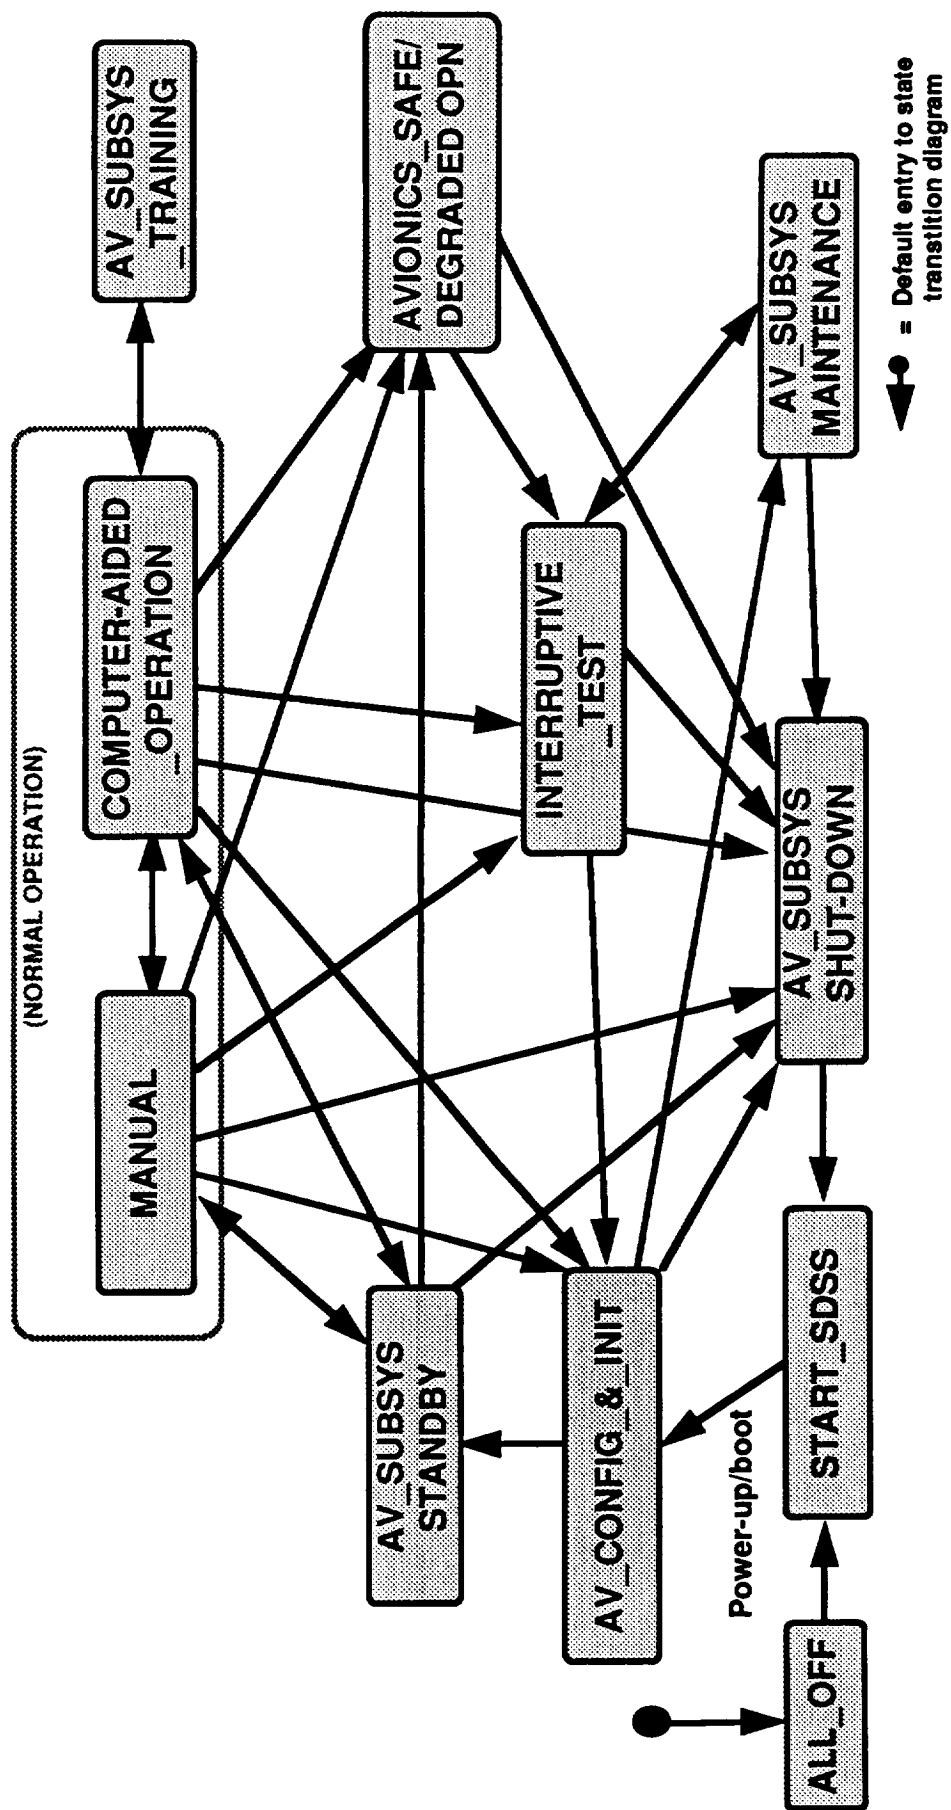 (NORMAL OPERATION)
MANUAL
COMPUTER-AIDED
_OPERATION
AV_SUBSYS
_TRAINING
AV_SUBSYS
STANDBY
AVIONICS_SAFE/
DEGRADED OPN
AV_CONFIG_&_INIT
INTERRUPTIVE
_TEST
Power-up/boot
ALL_OFF
START_SDSS
AV_SUBSYS
SHUT-DOWN
AV_SUBSYS
MAINTENANCE
= Default entry to state
transtition diagram